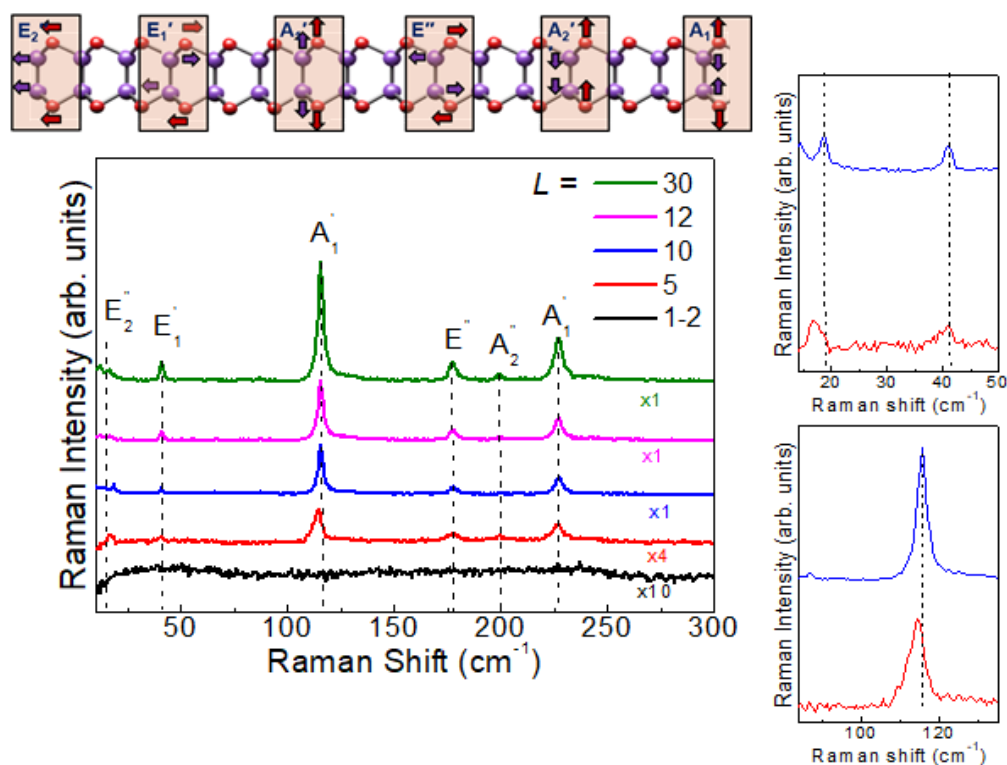 E₂ E₁′ A₂′ E″ A₂′ A₁
Raman Intensity (arb. units)
L =
30
12
10
5
1-2
E₂″ E₁′ A₁′ E″ A₂″ A₁′
x1
x1
x1
x4
x10
50 100 150 200 250 300
Raman Shift (cm⁻¹)
Raman Intensity (arb. units)
20 30 40 50
Raman shift (cm⁻¹)
Raman Intensity (arb. units)
100 120
Raman shift (cm⁻¹)